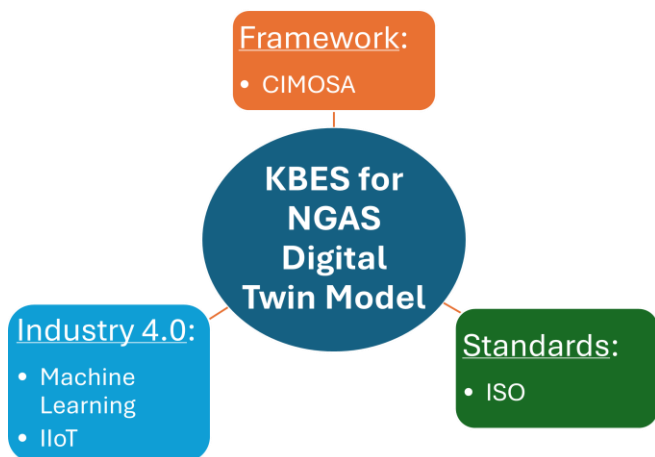 Framework:
• CIMOSA
KBES for
NGAS
Digital
Twin Model
Industry 4.0:
• Machine
Learning
• IIoT
Standards:
• ISO